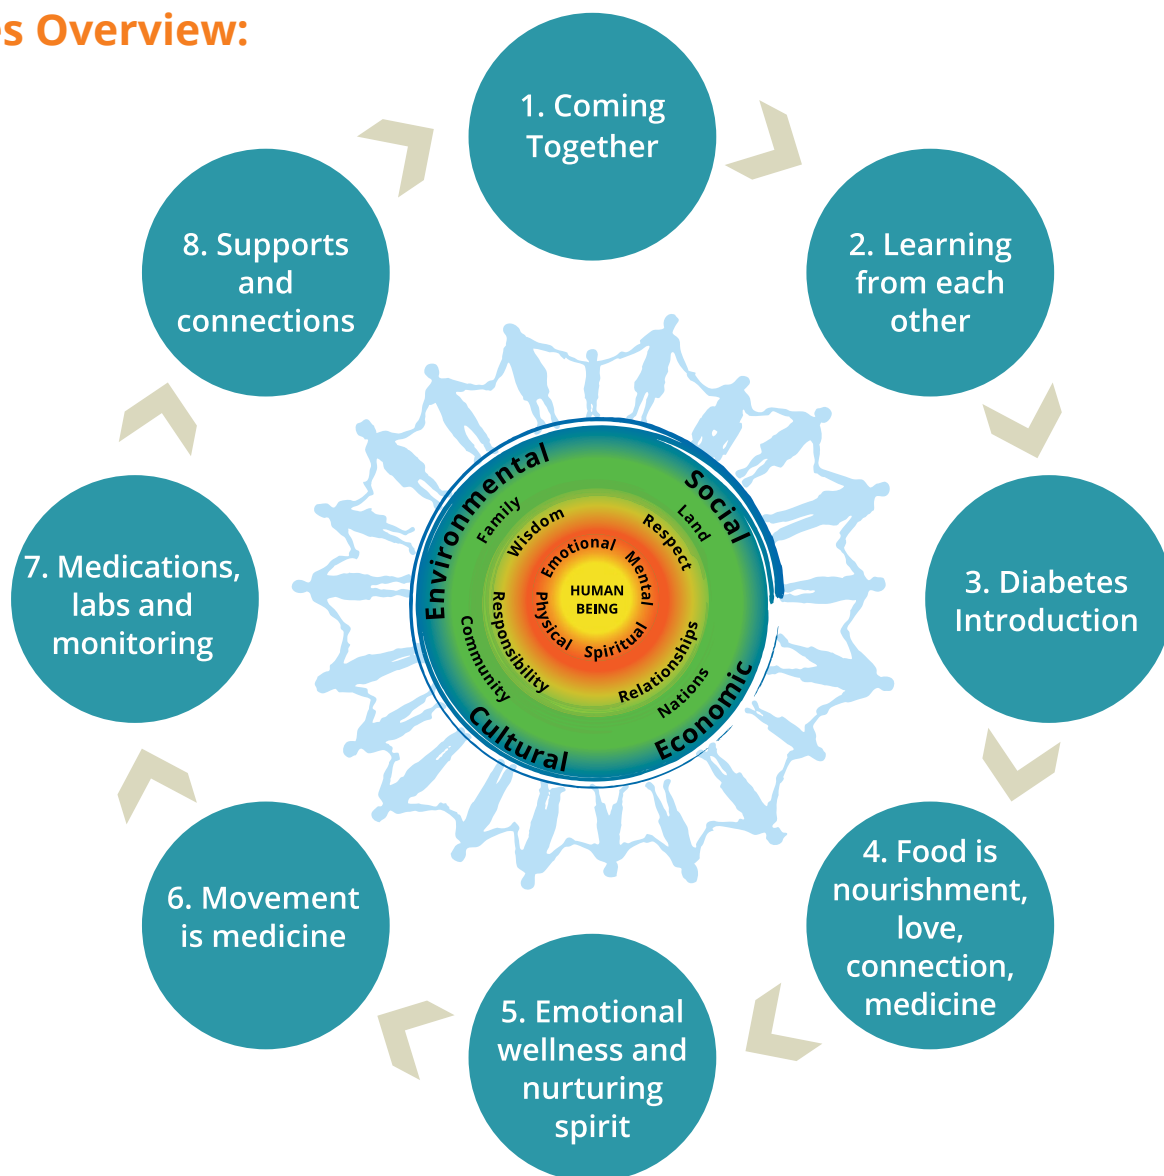 es Overview:
1. Coming
Together
2. Learning
from each
other
3. Diabetes
Introduction
4. Food is
nourishment,
love,
connection,
medicine
5. Emotional
wellness and
nurturing
spirit
6. Movement
is medicine
7. Medications,
labs and
monitoring
8. Supports
and
connections
Environmental
Social
Economic
Cultural
Family
Land
Nations
Community
Wisdom
Respect
Relationships
Responsibility
Emotional
Mental
Spiritual
Physical
HUMAN
BEING